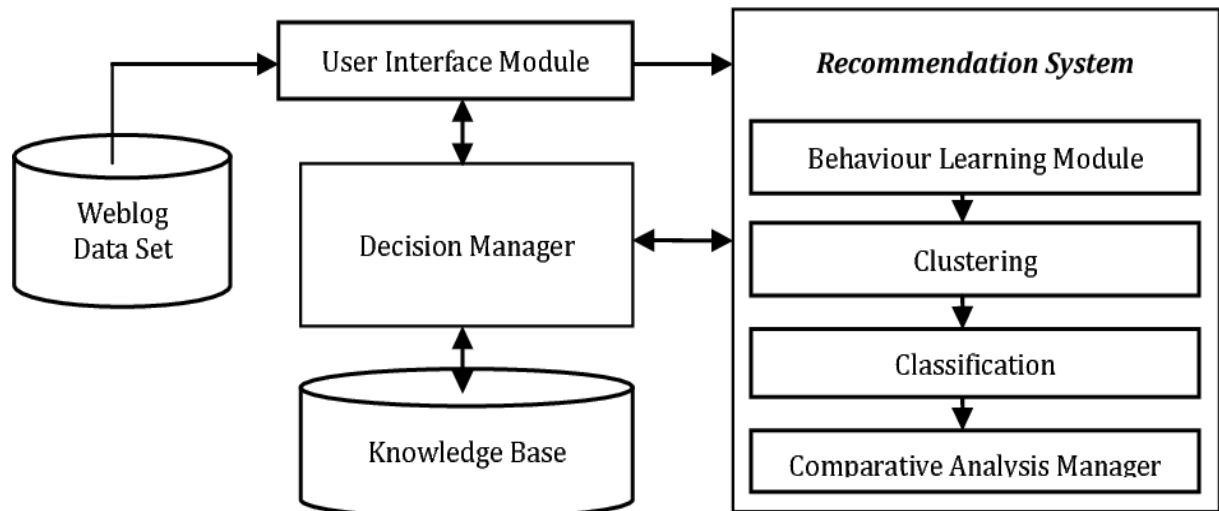 User Interface Module
Recommendation System
Behaviour Learning Module
Weblog
Data Set
Decision Manager
Clustering
Classification
Knowledge Base
Comparative Analysis Manager